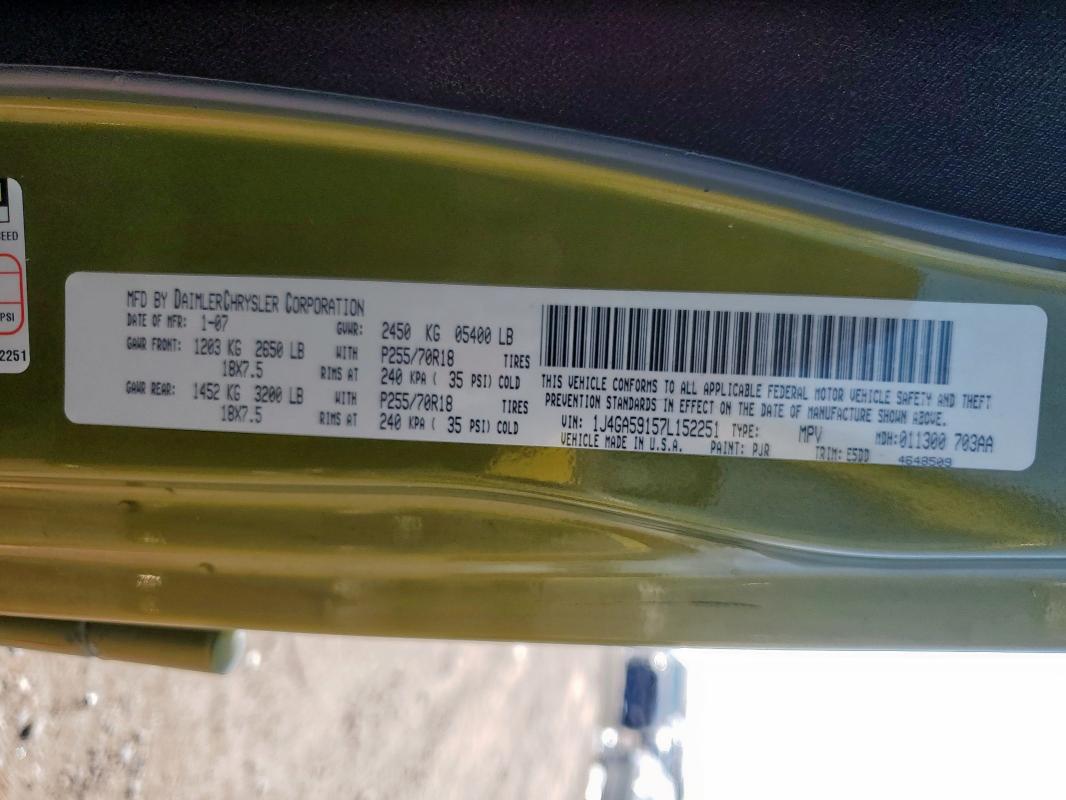 EED
PSI
2251
MFD BY DAIMLERCHRYSLER CORPORATION
DATE OF MFR: 1-07 GVWR: 2450 KG 05400 LB
GAWR FRONT: 1203 KG 2650 LB WITH P255/70R18 TIRES
18X7.5 RIMS AT 240 KPA ( 35 PSI) COLD
GAWR REAR: 1452 KG 3200 LB WITH P255/70R18 TIRES
18X7.5 RIMS AT 240 KPA ( 35 PSI) COLD
THIS VEHICLE CONFORMS TO ALL APPLICABLE FEDERAL MOTOR VEHICLE SAFETY AND THEFT
PREVENTION STANDARDS IN EFFECT ON THE DATE OF MANUFACTURE SHOWN ABOVE.
VIN: 1J4GA59157L152251 TYPE: MPV MDH:011300 703AA
VEHICLE MADE IN U.S.A. PAINT: PJR TRIM: E5DD 4648509